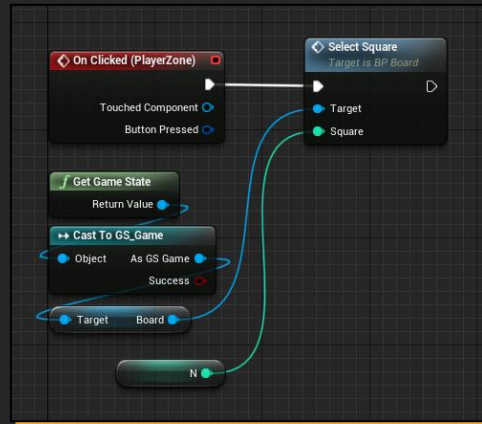 On Clicked (PlayerZone)
Touched Component
Button Pressed
Select Square
Target is BP Board
Target
Square
f Get Game State
Return Value
Cast To GS_Game
Object As GS Game
Success
Target Board
N